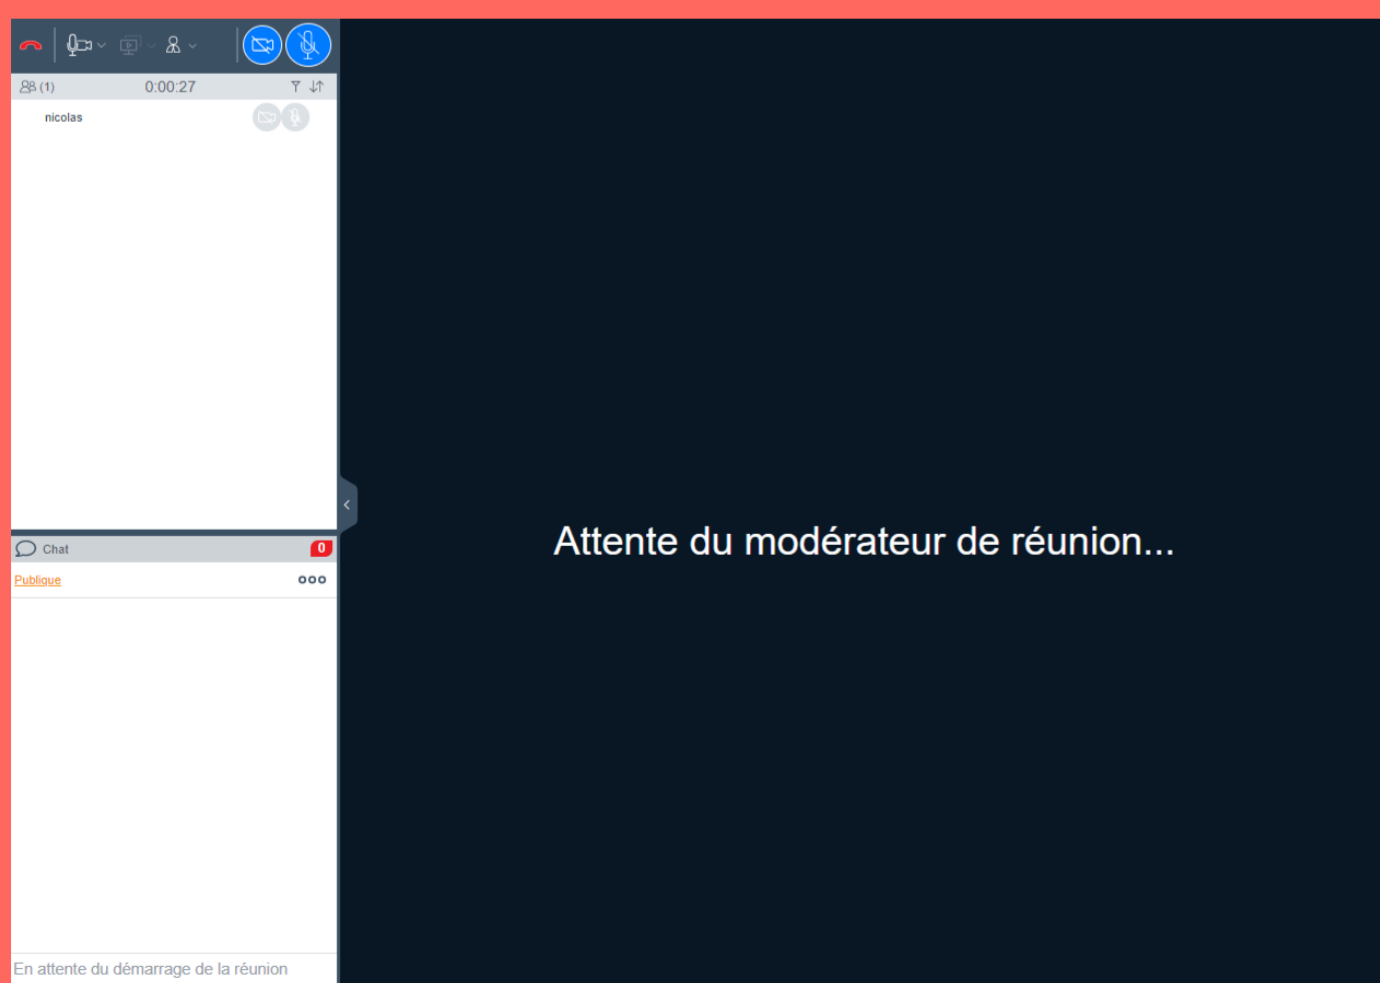 (1) 0:00:27
nicolas
Chat 0
Publique
Attente du modérateur de réunion...
En attente du démarrage de la réunion